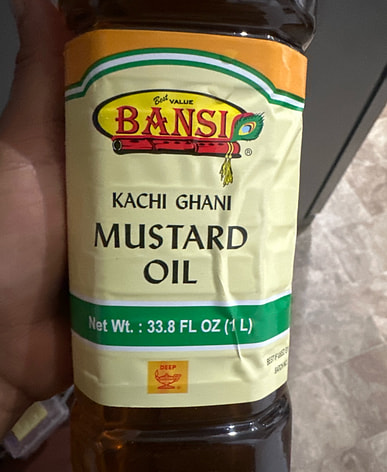 Best VALUE
BANSI
®
KACHI GHANI
MUSTARD
OIL
Net Wt. : 33.8 FL OZ (1 L)
DEEP